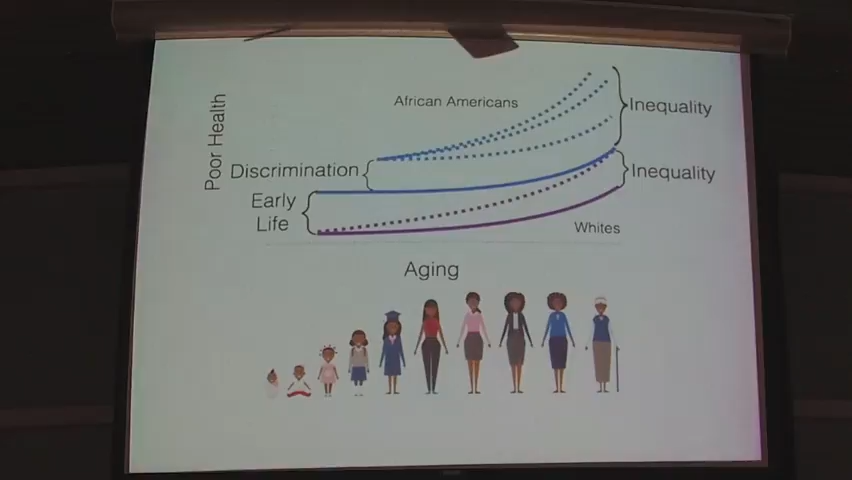 Poor Health
African Americans
Inequality
Discrimination
Inequality
Early
Life
Whites
Aging